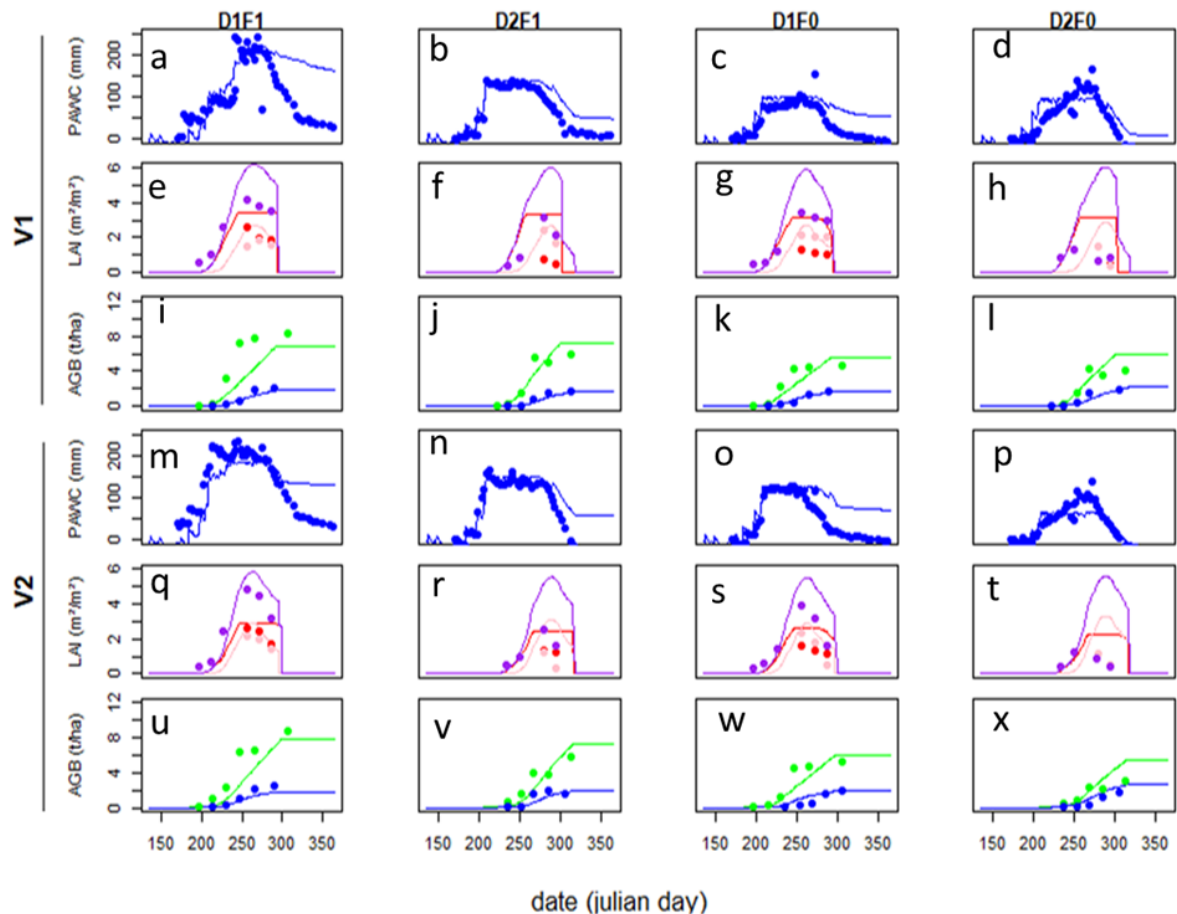 D1F1 D2F1 D1F0 D2F0
V1
PAWC (mm)
0 100 200
a b c d
LAI (m²/m²)
0 2 4 6
e f g h
AGB (t/ha)
0 4 8 12
i j k l
V2
PAWC (mm)
0 100 200
m n o p
LAI (m²/m²)
0 2 4 6
q r s t
AGB (t/ha)
0 4 8 12
u v w x
150 200 250 300 350 150 200 250 300 350 150 200 250 300 350 150 200 250 300 350
date (julian day)